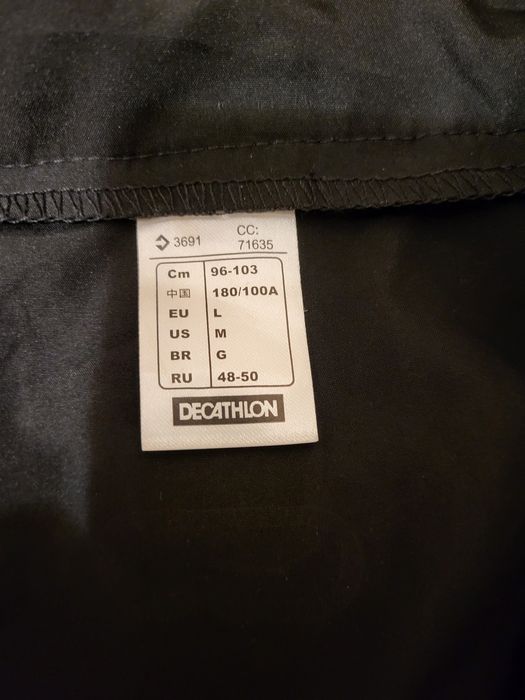 3691 CC: 71635
Cm 96-103
中国 180/100A
EU L
US M
BR G
RU 48-50
DECATHLON